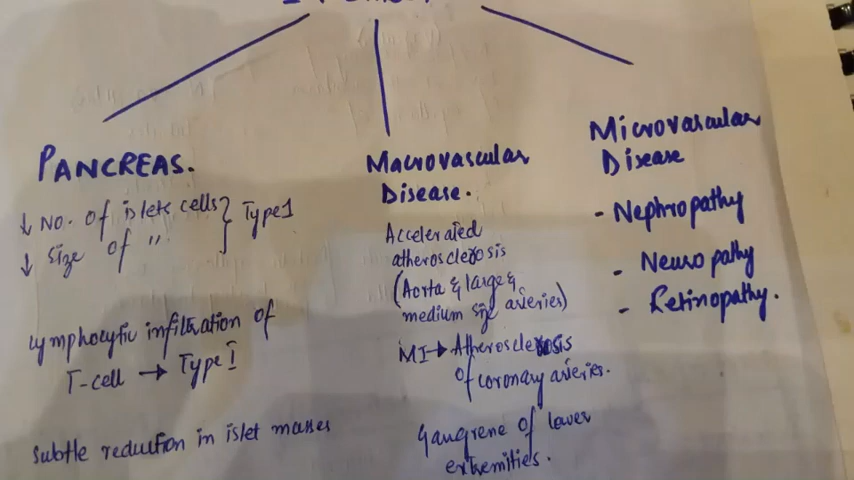 PANCREAS.
↓ No. of islets cells } Type 1
↓ Size of "
Lymphocytic infiltration of
T-cell → Type I
Subtle reduction in islet masses
Macrovascular
Disease.
Accelerated
atherosclerosis
(Aorta & large &
medium size arteries)
MI → Atherosclerosis
of coronary arteries.
Gangrene of lower
extremities.
Microvascular
Disease
- Nephropathy
- Neuropathy
- Retinopathy.